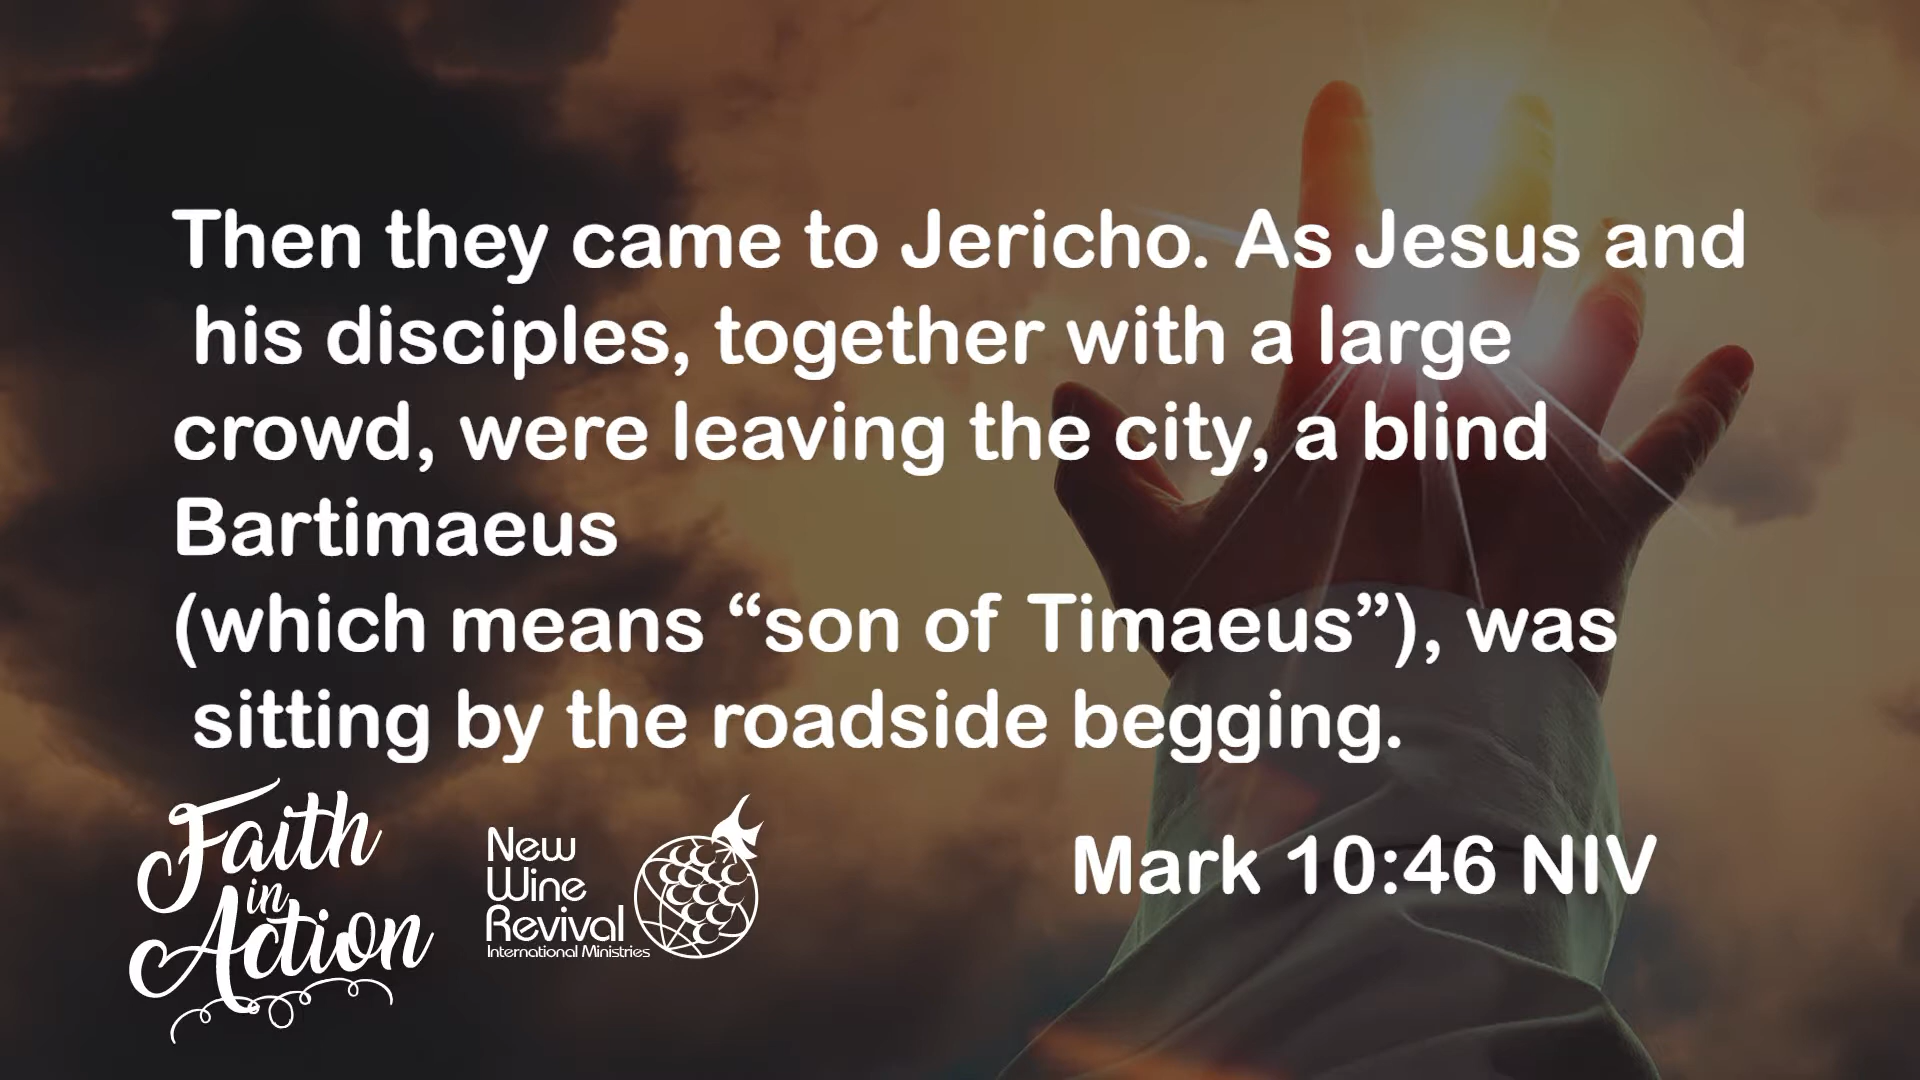 Then they came to Jericho. As Jesus and
his disciples, together with a large
crowd, were leaving the city, a blind
Bartimaeus
(which means “son of Timaeus”), was
sitting by the roadside begging.
Mark 10:46 NIV
Faith
in
Action
New
Wine
Revival
International Ministries